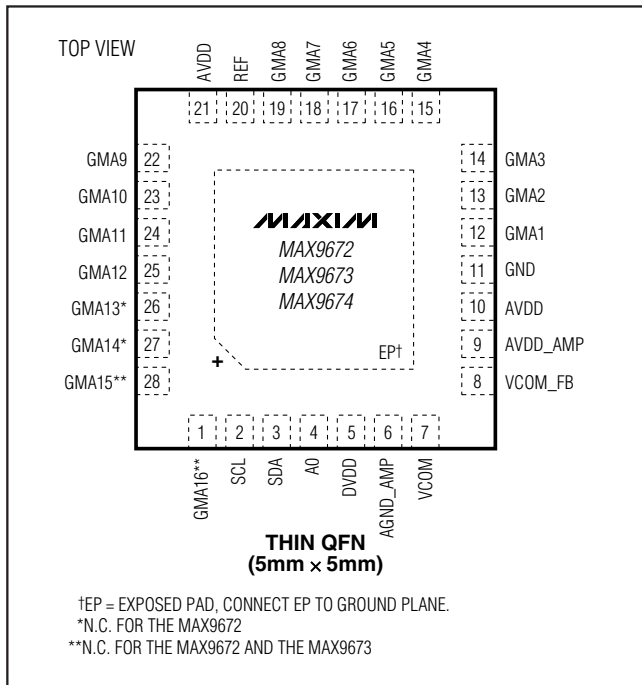 TOP VIEW
AVDD
REF
GMA8
GMA7
GMA6
GMA5
GMA4
21
20
19
18
17
16
15
GMA9 22
GMA10 23
GMA11 24
GMA12 25
GMA13* 26
GMA14* 27
GMA15** 28
14 GMA3
13 GMA2
12 GMA1
11 GND
10 AVDD
9 AVDD_AMP
8 VCOM_FB
MAXIM
MAX9672
MAX9673
MAX9674
EP†
+
1
2
3
4
5
6
7
GMA16**
SCL
SDA
A0
DVDD
AGND_AMP
VCOM
THIN QFN
(5mm × 5mm)
†EP = EXPOSED PAD, CONNECT EP TO GROUND PLANE.
*N.C. FOR THE MAX9672
**N.C. FOR THE MAX9672 AND THE MAX9673